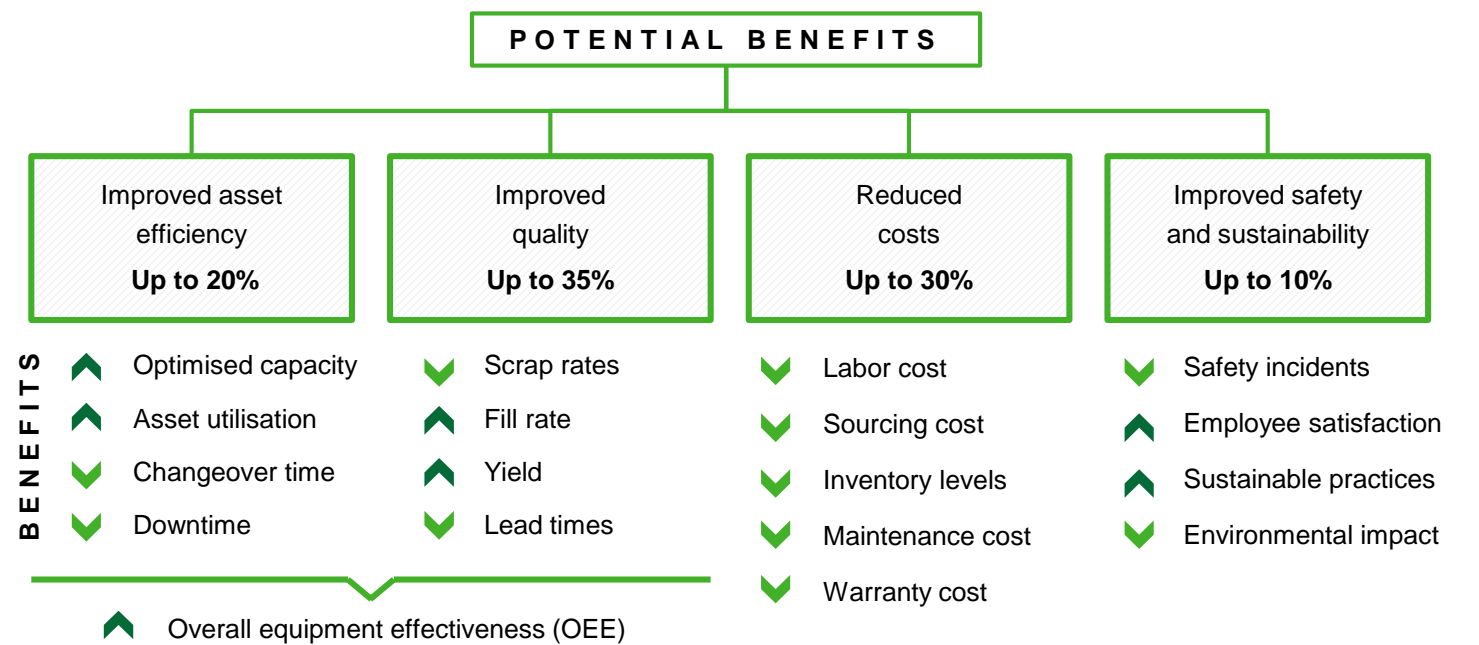 POTENTIAL BENEFITS
Improved asset
efficiency
Up to 20%
Improved
quality
Up to 35%
Reduced
costs
Up to 30%
Improved safety
and sustainability
Up to 10%
BENEFITS
Optimised capacity
Asset utilisation
Changeover time
Downtime
Scrap rates
Fill rate
Yield
Lead times
Overall equipment effectiveness (OEE)
Labor cost
Sourcing cost
Inventory levels
Maintenance cost
Warranty cost
Safety incidents
Employee satisfaction
Sustainable practices
Environmental impact